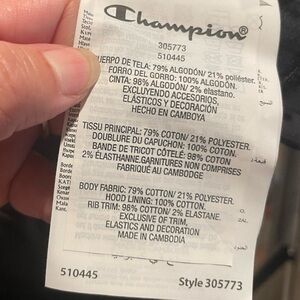 Champion®
305773
510445
UERPO DE TELA: 79% ALGODÓN/ 21% poliéster.
FORRO DEL GORRO: 100% ALGODÓN.
CINTA: 98% ALGODÓN/ 2% elastano.
EXCLUYENDO ACCESORIOS,
ELÁSTICOS Y DECORACIÓN
HECHO EN CAMBOYA
TISSU PRINCIPAL: 79% COTON/ 21% POLYESTER.
DOUBLURE DU CAPUCHON: 100% COTON.
BANDE DE TRICOT CÔTELÉ: 98% COTON/
2% ÉLASTHANNE.GARNITURES NON COMPRISES
FABRIQUÉ AU CAMBODGE
BODY FABRIC: 79% COTTON/ 21% POLYESTER.
HOOD LINING: 100% COTTON.
RIB TRIM: 98% COTTON/ 2% ELASTANE.
EXCLUSIVE OF TRIM,
ELASTICS AND DECORATION
MADE IN CAMBODIA
510445
Style 305773